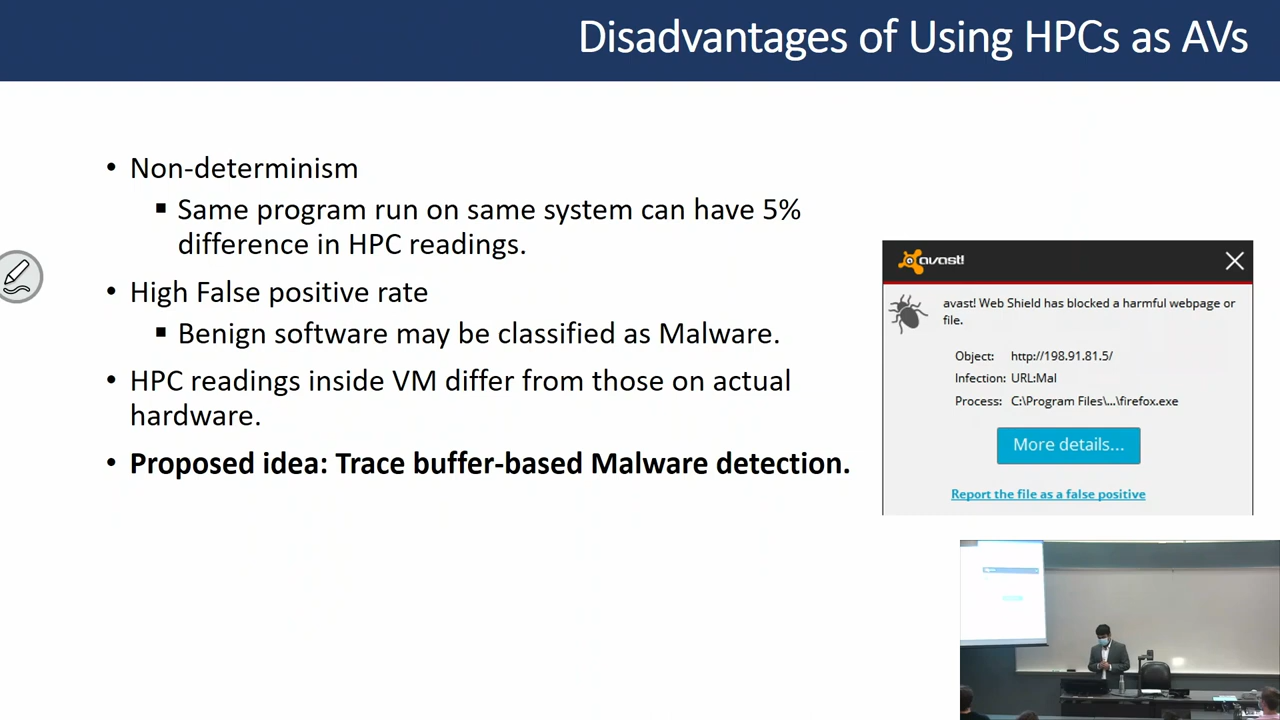 Disadvantages of Using HPCs as AVs
• Non-determinism
▪ Same program run on same system can have 5%
difference in HPC readings.
• High False positive rate
▪ Benign software may be classified as Malware.
• HPC readings inside VM differ from those on actual
hardware.
• Proposed idea: Trace buffer-based Malware detection.
avast!
avast! Web Shield has blocked a harmful webpage or
file.
Object: http://198.91.81.5/
Infection: URL:Mal
Process: C:\Program Files\...\firefox.exe
More details...
Report the file as a false positive